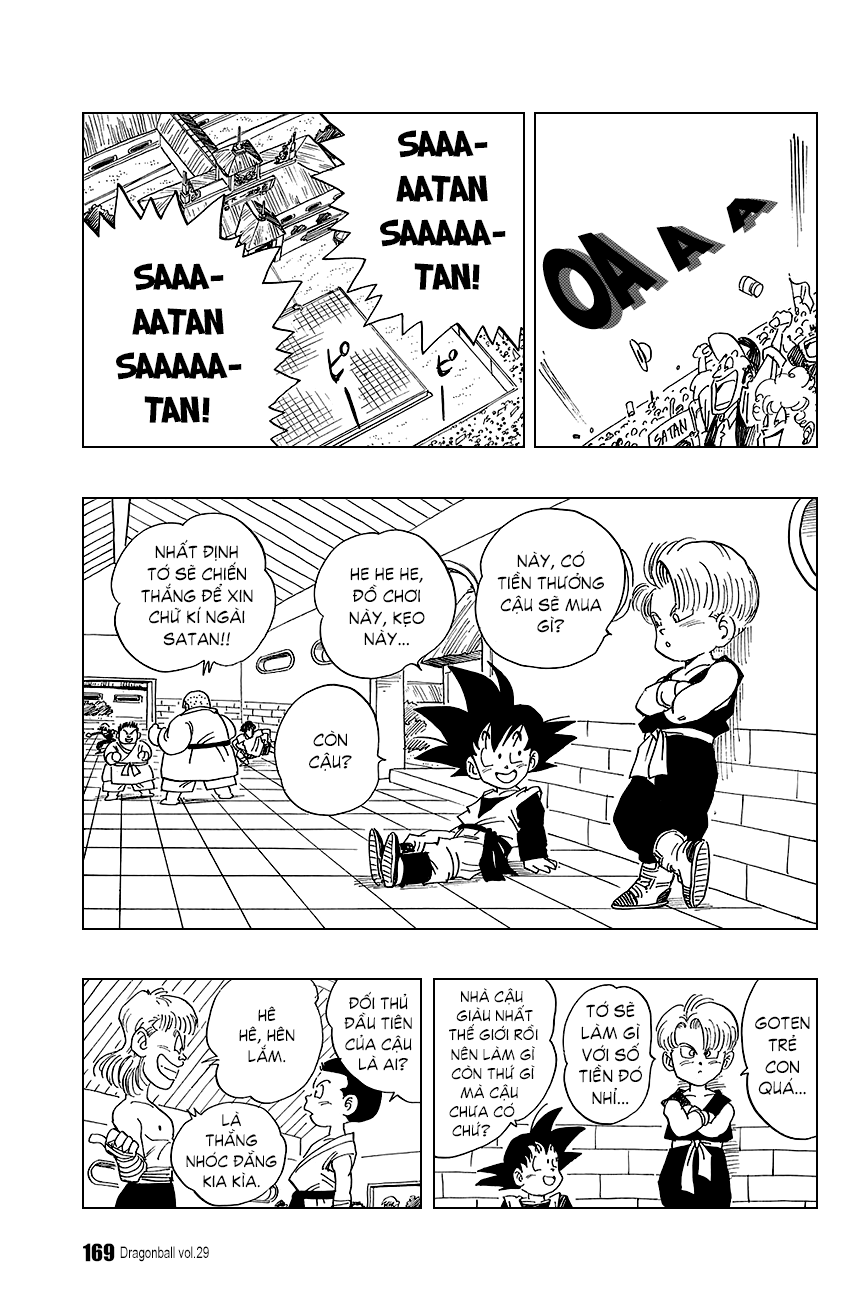 SAAA-
AATAN
SAAAAA-
TAN!
OA A A
SATAN
SAAA-
AATAN
SAAAAA-
TAN!
ピー
ピー
NÀY, CÓ
TIỀN THƯỞNG
CẬU SẼ MUA
GÌ?
HE HE HE,
ĐỒ CHƠI
NÀY, KẸO
NÀY...
CÒN
CẬU?
NHẤT ĐỊNH
TỚ SẼ CHIẾN
THẮNG ĐỂ XIN
CHỮ KÍ NGÀI
SATAN!!
GOTEN
TRẺ
CON
QUÁ...
TỚ SẼ
LÀM GÌ
VỚI SỐ
TIỀN ĐÓ
NHỈ...
NHÀ CẬU
GIÀU NHẤT
THẾ GIỚI RỒI
NÊN LÀM GÌ
CÒN THỨ GÌ
MÀ CẬU
CHƯA CÓ
CHỨ?
ĐỐI THỦ
ĐẦU TIÊN
CỦA CẬU
LÀ AI?
HÊ
HÊ, HÊN
LẮM.
LÀ
THẰNG
NHÓC ĐẰNG
KIA KÌA.
169 Dragonball vol.29